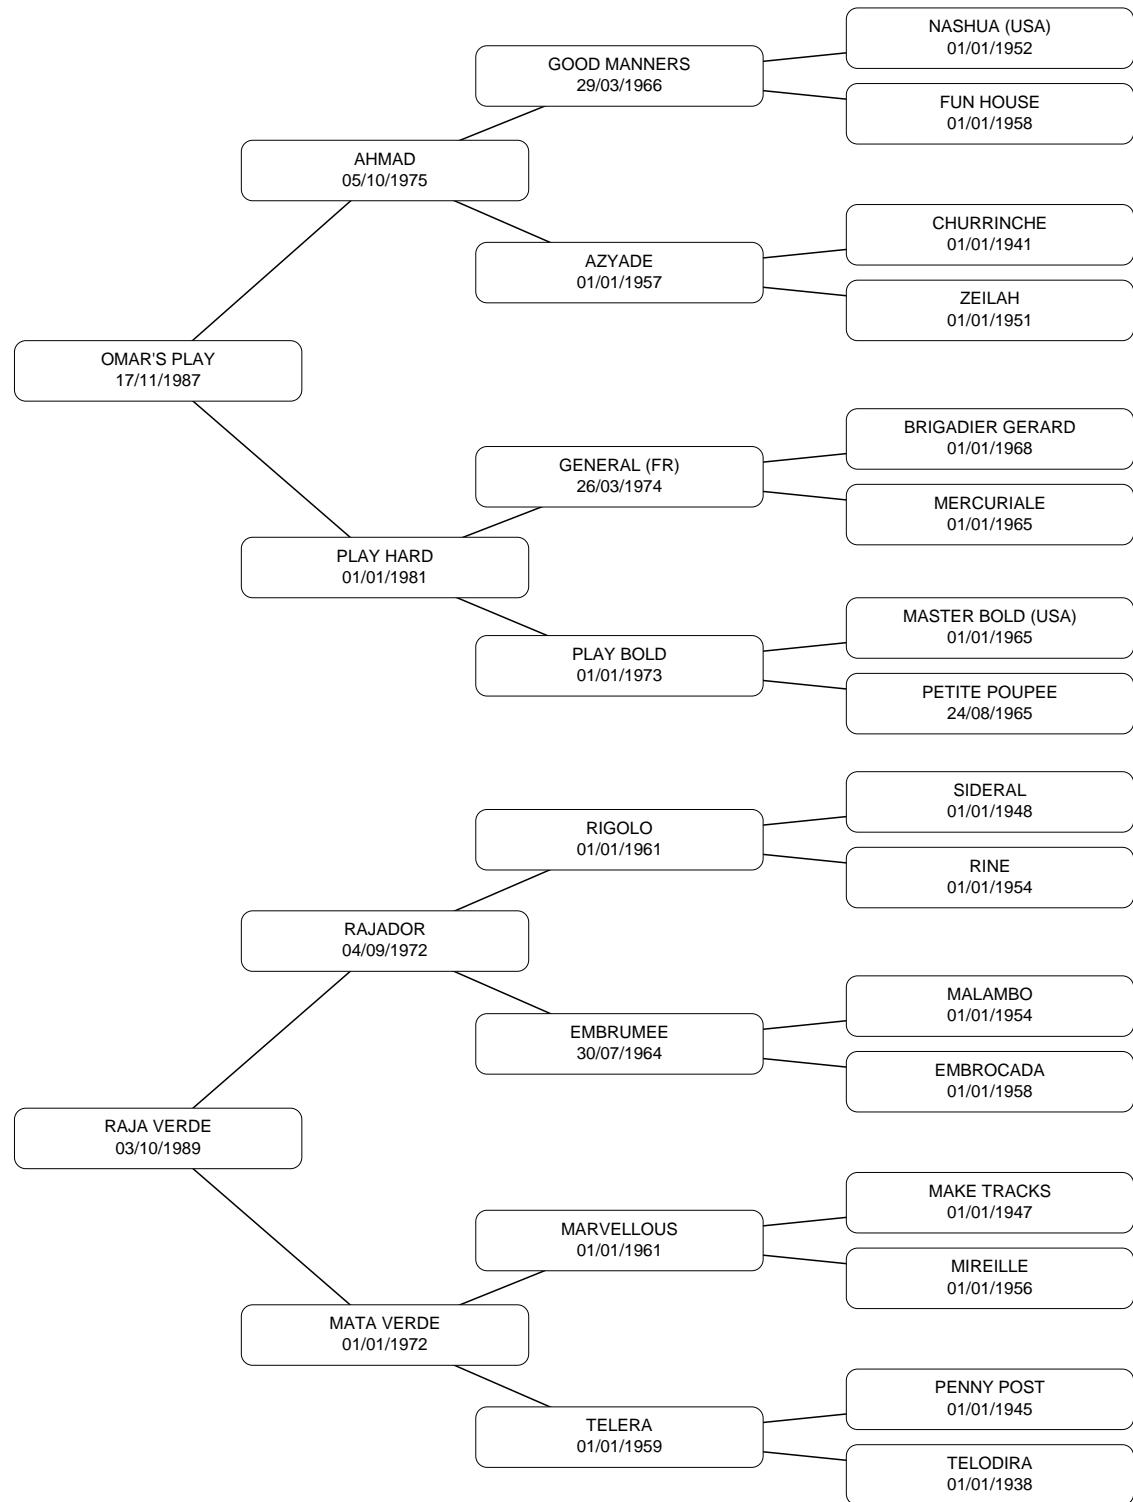 NASHUA (USA)
01/01/1952
GOOD MANNERS
29/03/1966
FUN HOUSE
01/01/1958
AHMAD
05/10/1975
CHURRINCHE
01/01/1941
AZYADE
01/01/1957
ZEILAH
01/01/1951
OMAR'S PLAY
17/11/1987
BRIGADIER GERARD
01/01/1968
GENERAL (FR)
26/03/1974
MERCURIALE
01/01/1965
PLAY HARD
01/01/1981
MASTER BOLD (USA)
01/01/1965
PLAY BOLD
01/01/1973
PETITE POUPEE
24/08/1965
SIDERAL
01/01/1948
RIGOLO
01/01/1961
RINE
01/01/1954
RAJADOR
04/09/1972
MALAMBO
01/01/1954
EMBRUMEE
30/07/1964
EMBROCADA
01/01/1958
RAJA VERDE
03/10/1989
MAKE TRACKS
01/01/1947
MARVELLOUS
01/01/1961
MIREILLE
01/01/1956
MATA VERDE
01/01/1972
PENNY POST
01/01/1945
TELERA
01/01/1959
TELODIRA
01/01/1938